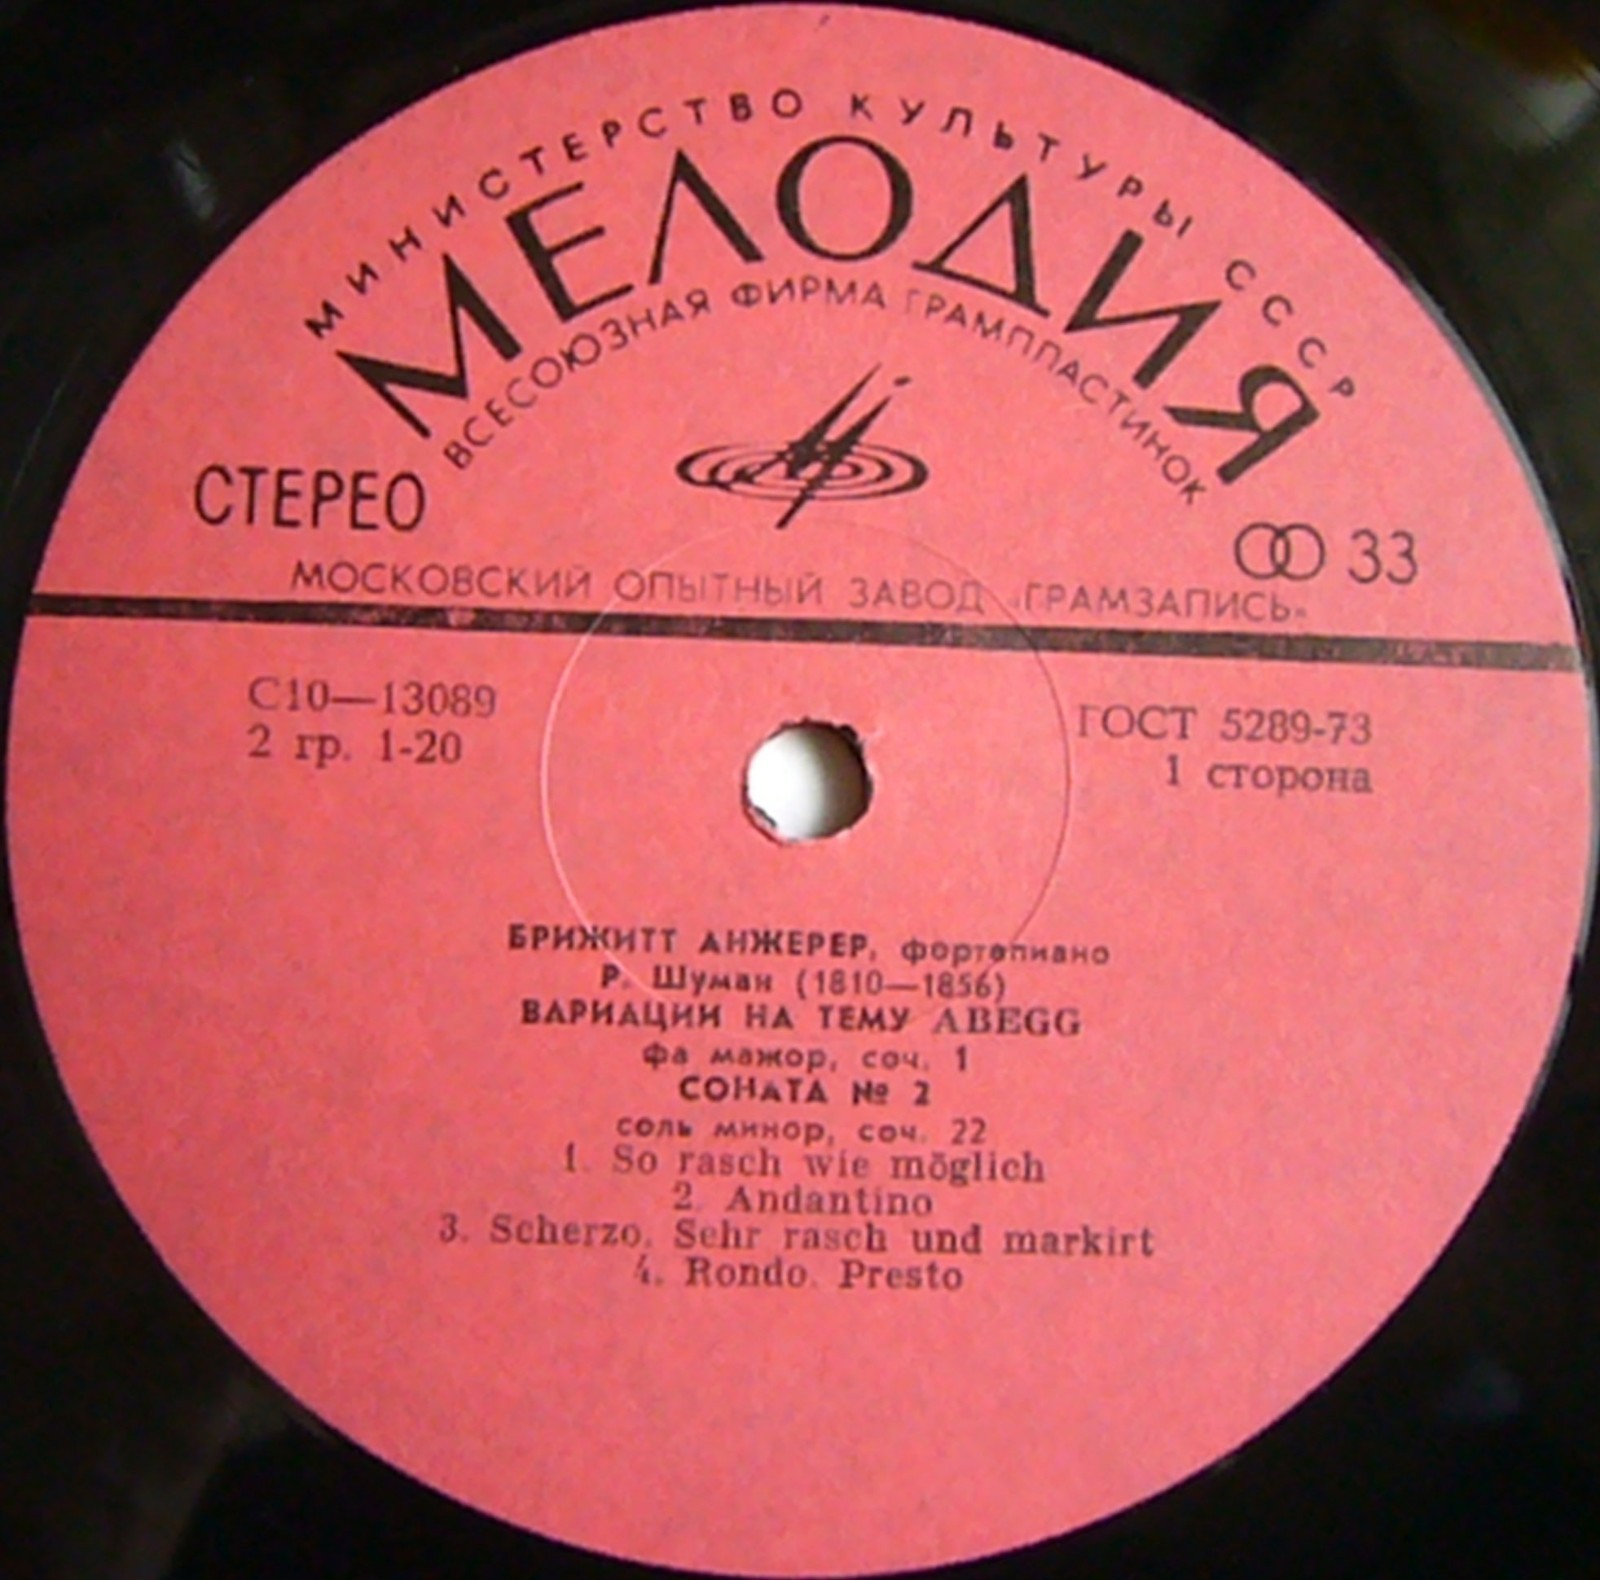 МИНИСТЕРСТВО КУЛЬТУРЫ СССР
МЕЛОДИЯ
ВСЕСОЮЗНАЯ ФИРМА ГРАМПЛАСТИНОК
СТЕРЕО
33
МОСКОВСКИЙ ОПЫТНЫЙ ЗАВОД «ГРАМЗАПИСЬ»
С10—13089
2 гр. 1-20
ГОСТ 5289-73
1 сторона
БРИЖИТТ АНЖЕРЕР, фортепиано
Р. Шуман (1810—1856)
ВАРИАЦИИ НА ТЕМУ ABEGG
фа мажор, соч. 1
СОНАТА № 2
соль минор, соч. 22
1. So rasch wie möglich
2. Andantino
3. Scherzo. Sehr rasch und markirt
4. Rondo. Presto